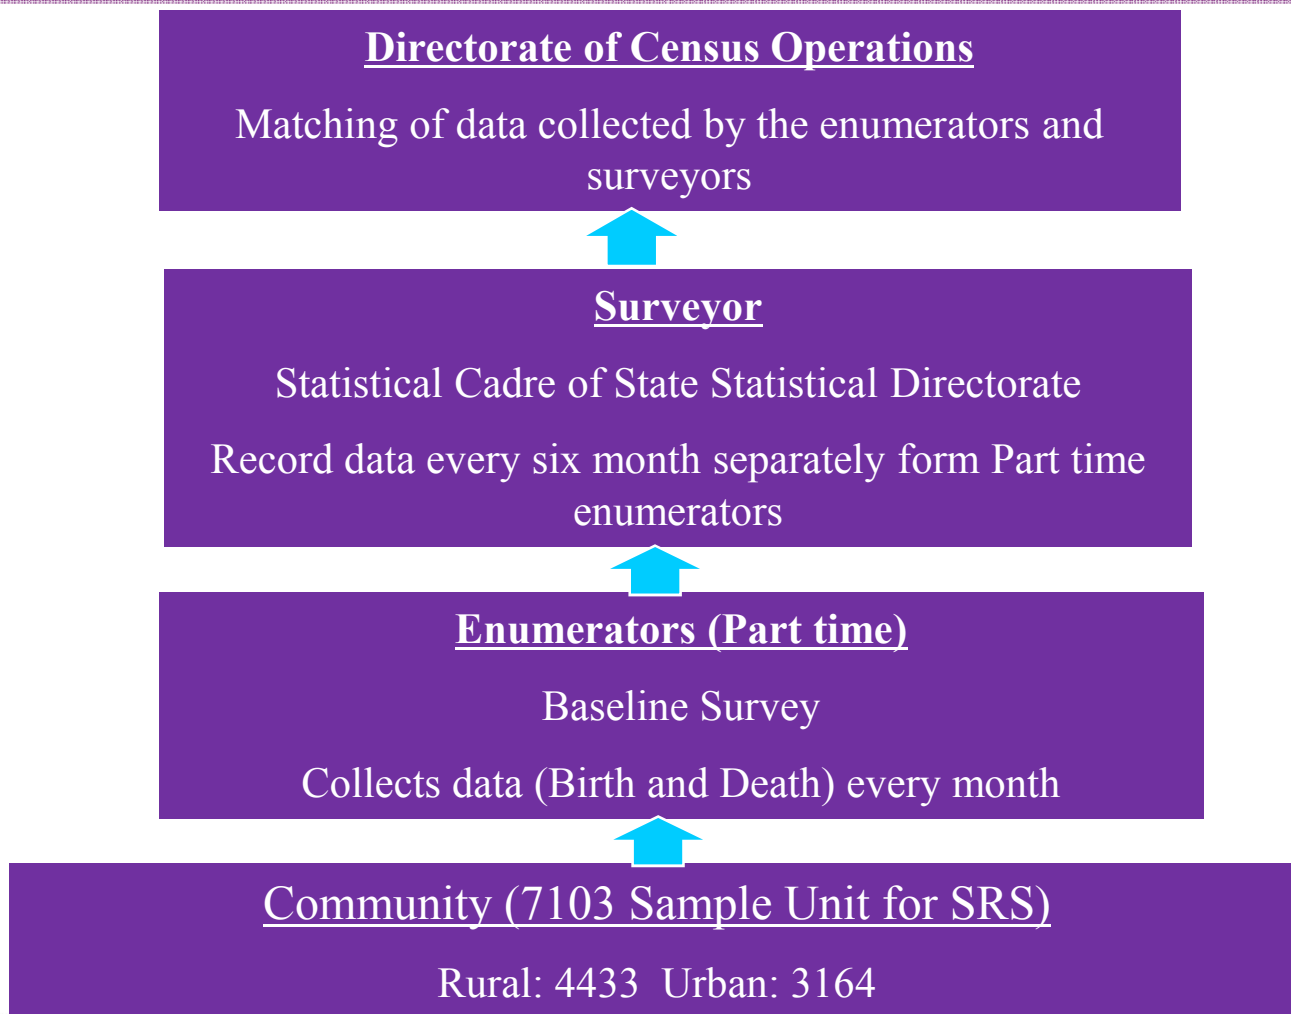 Directorate of Census Operations
Matching of data collected by the enumerators and
surveyors
Surveyor
Statistical Cadre of State Statistical Directorate
Record data every six month separately form Part time
enumerators
Enumerators (Part time)
Baseline Survey
Collects data (Birth and Death) every month
Community (7103 Sample Unit for SRS)
Rural: 4433 Urban: 3164